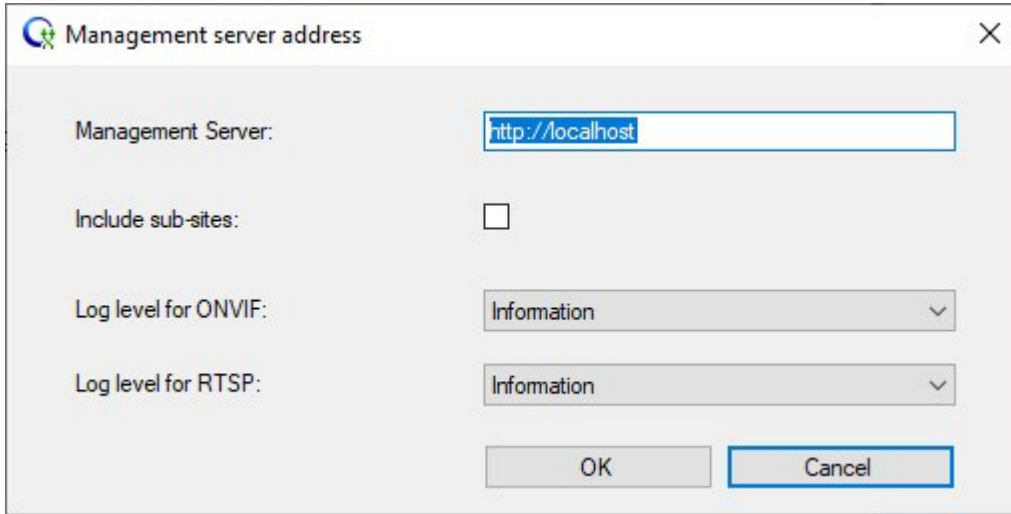 Management server address
Management Server: http://localhost
Include sub-sites:
Log level for ONVIF: Information
Log level for RTSP: Information
OK Cancel